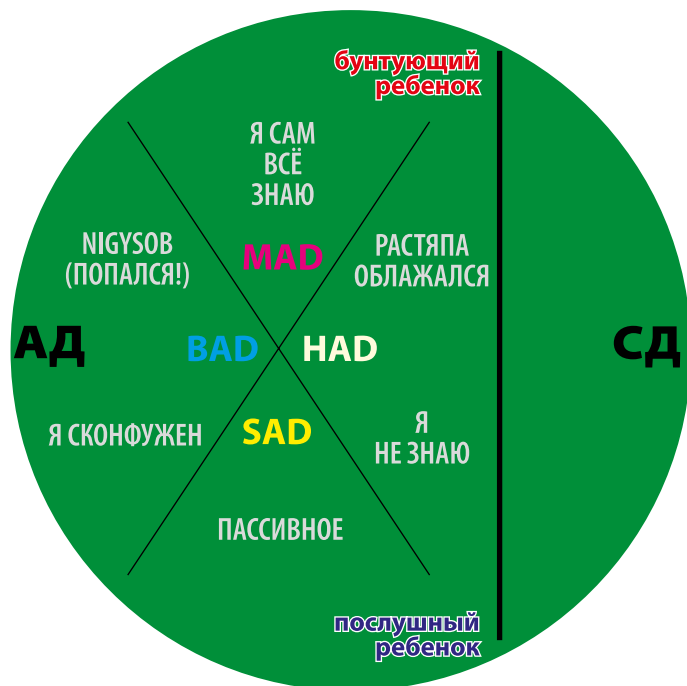 бунтующий
ребенок
Я САМ
ВСЁ
ЗНАЮ
NIGYSOB
(ПОПАЛСЯ!)
MAD
РАСТЯПА
ОБЛАЖАЛСЯ
АД
BAD
HAD
СД
Я СКОНФУЖЕН
SAD
Я
НЕ ЗНАЮ
ПАССИВНОЕ
послушный
ребенок